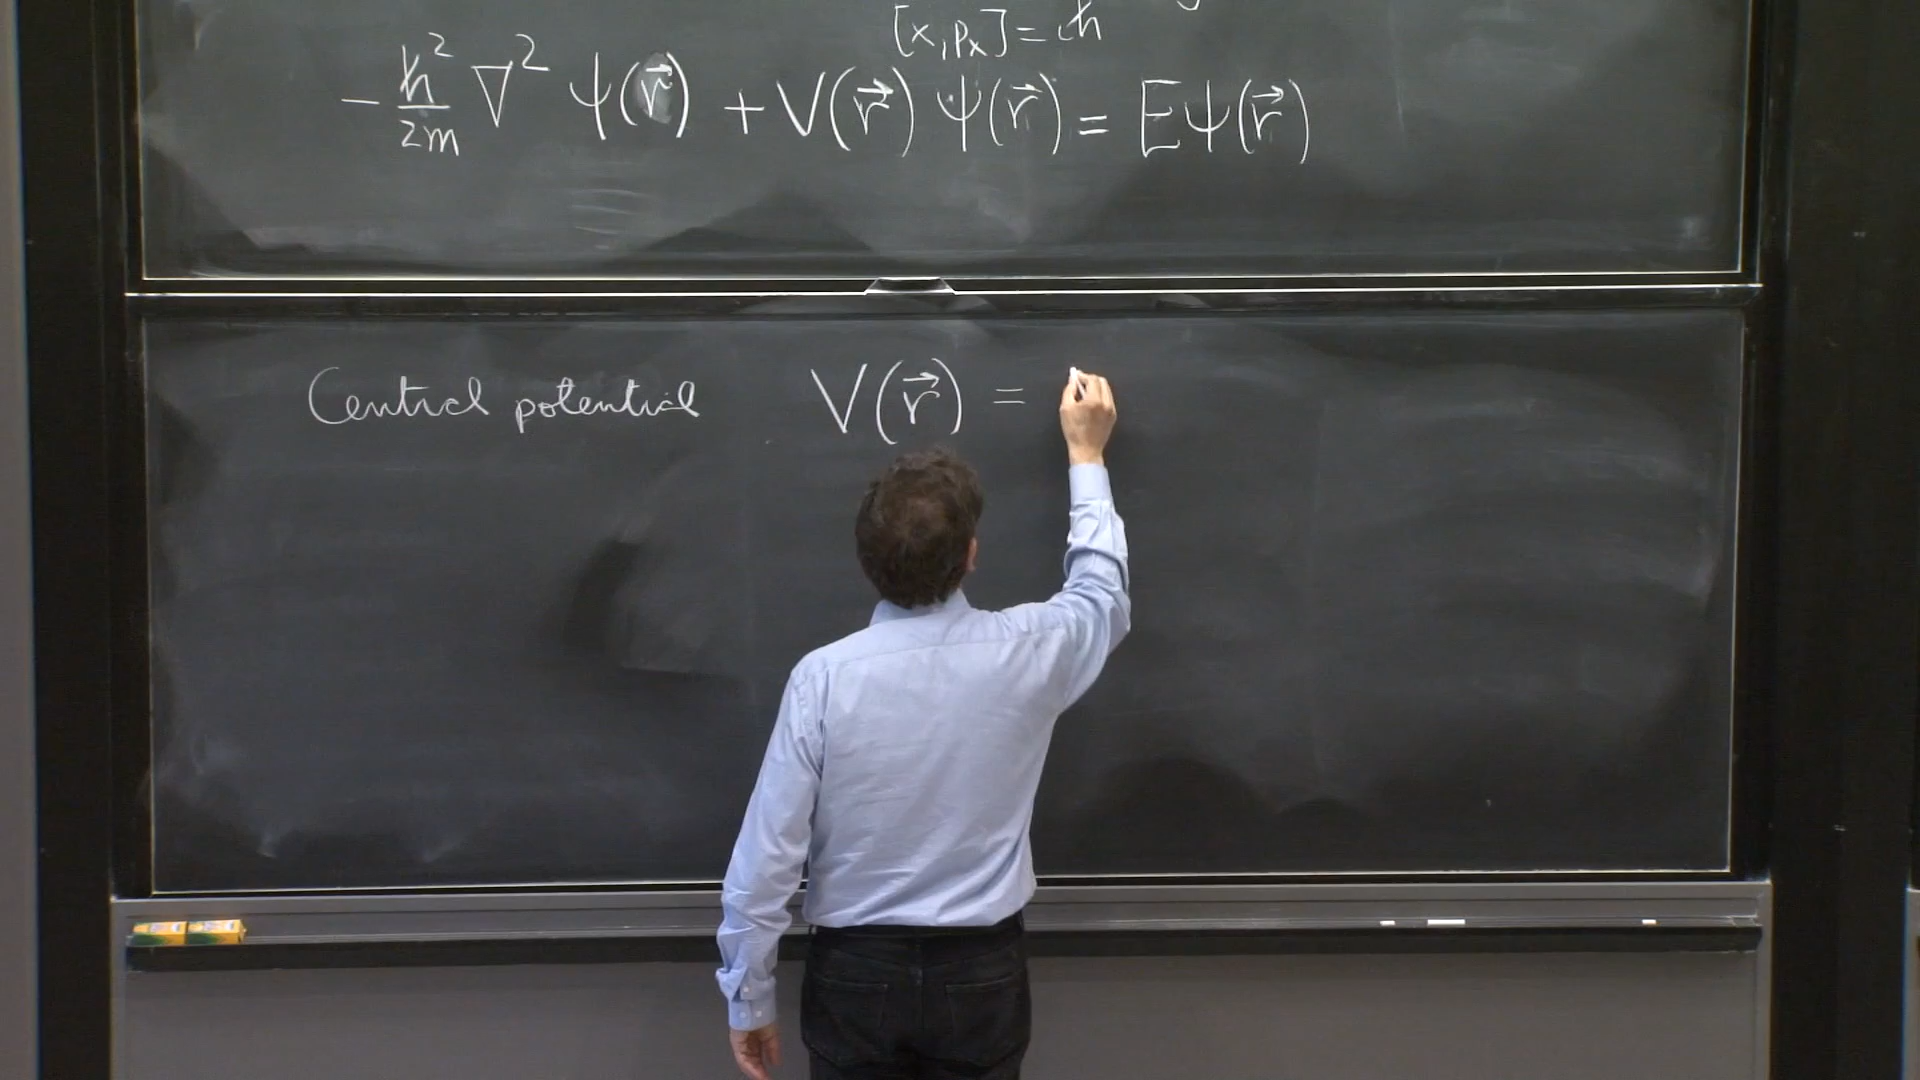 [x, pₓ] = iℏ
-ℏ²/2m ∇² ψ(r⃗) + V(r⃗) ψ(r⃗) = E ψ(r⃗)
Central potential V(r⃗) =